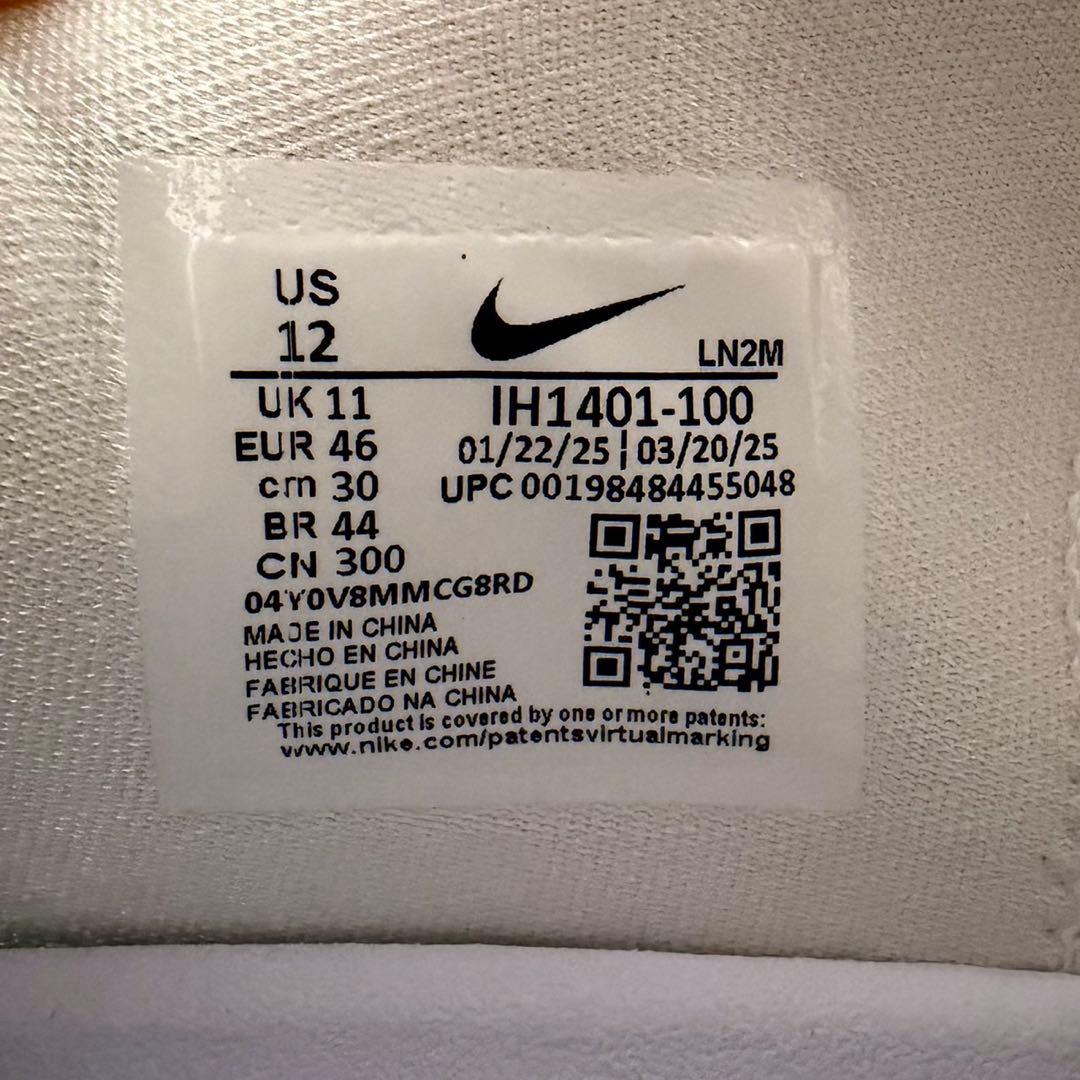 US
12
LN2M
UK 11
EUR 46
cm 30
BR 44
CN 300
IH1401-100
01/22/25 | 03/20/25
UPC 00198484455048
04Y0V8MMCG8RD
MADE IN CHINA
HECHO EN CHINA
FABRIQUE EN CHINE
FABRICADO NA CHINA
This product is covered by one or more patents:
www.nike.com/patentsvirtualmarking